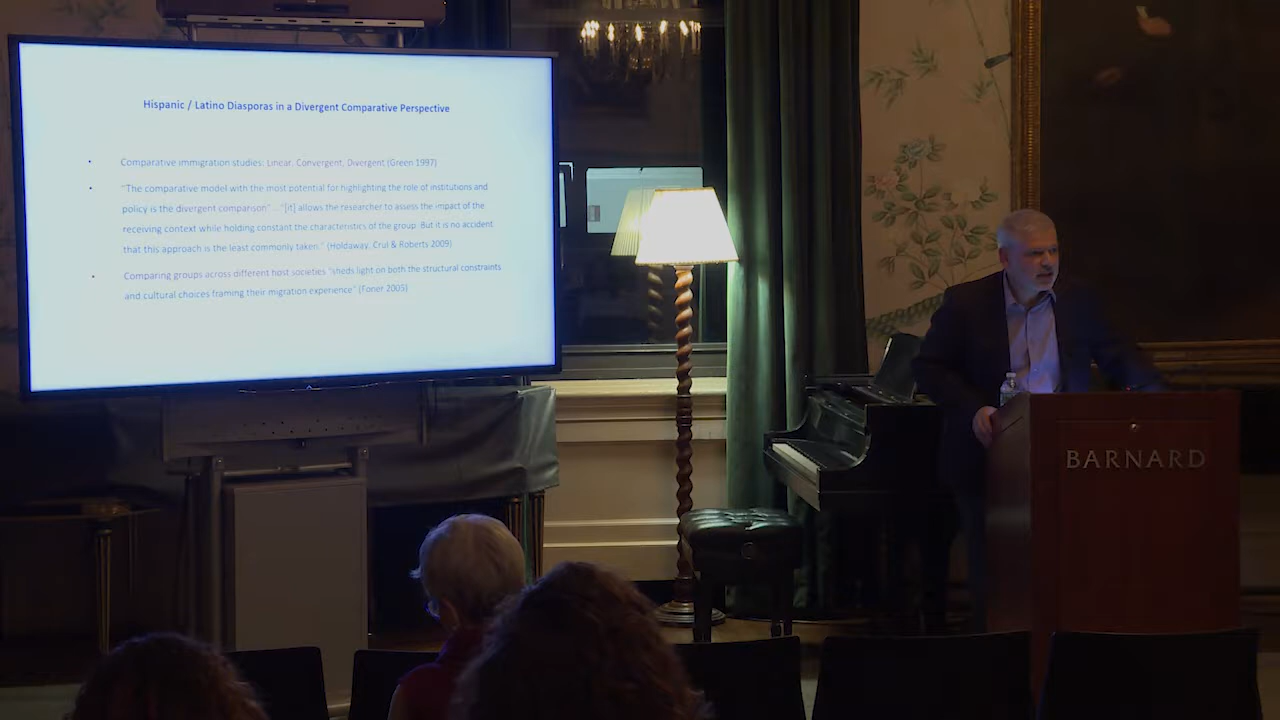 Hispanic / Latino Diasporas in a Divergent Comparative Perspective
• Comparative immigration studies: Linear, Convergent, Divergent (Green 1997)
• "The comparative model with the most potential for highlighting the role of institutions and
policy is the divergent comparison" ... "[it] allows the researcher to assess the impact of the
receiving context while holding constant the characteristics of the group. But it is no accident
that this approach is the least commonly taken." (Holdaway, Crul & Roberts 2009)
• Comparing groups across different host societies "sheds light on both the structural constraints
and cultural choices framing their migration experience" (Foner 2005)
BARNARD